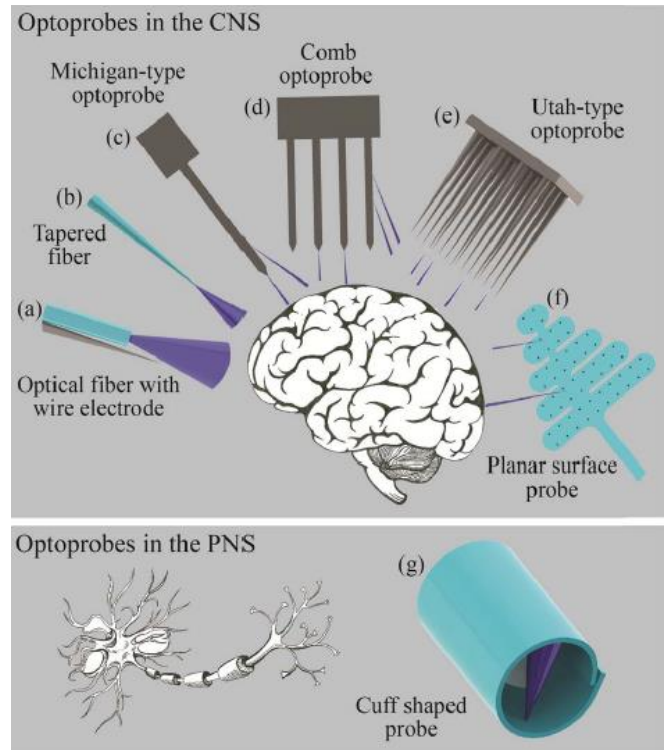 Optoprobes in the CNS
Michigan-type
optoprobe
(c)
Comb
optoprobe
(d)
Utah-type
optoprobe
(e)
(b)
Tapered
fiber
(a)
Optical fiber with
wire electrode
(f)
Planar surface
probe
Optoprobes in the PNS
(g)
Cuff shaped
probe